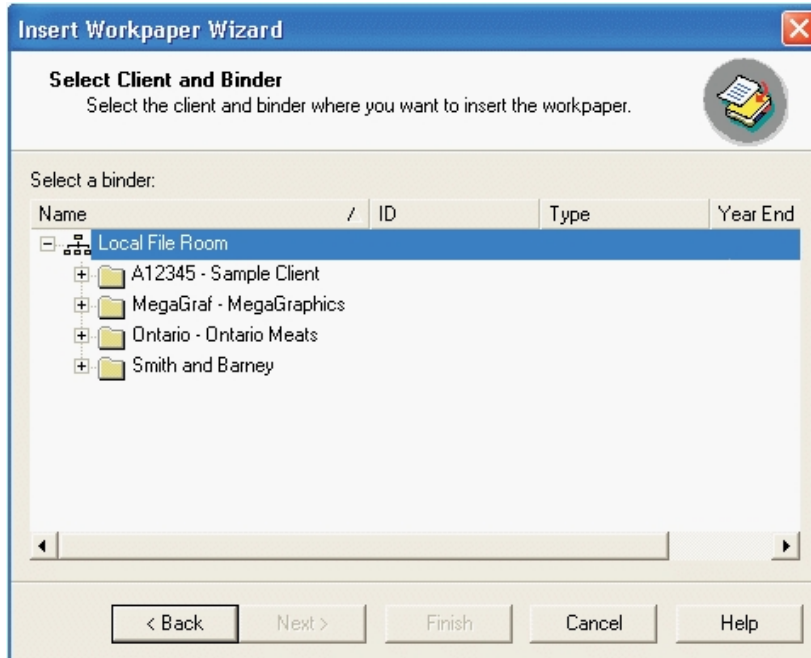 Insert Workpaper Wizard
Select Client and Binder
Select the client and binder where you want to insert the workpaper.
Select a binder:
Name / ID Type Year End
Local File Room
A12345 - Sample Client
MegaGraf - MegaGraphics
Ontario - Ontario Meats
Smith and Barney
< Back Next > Finish Cancel Help